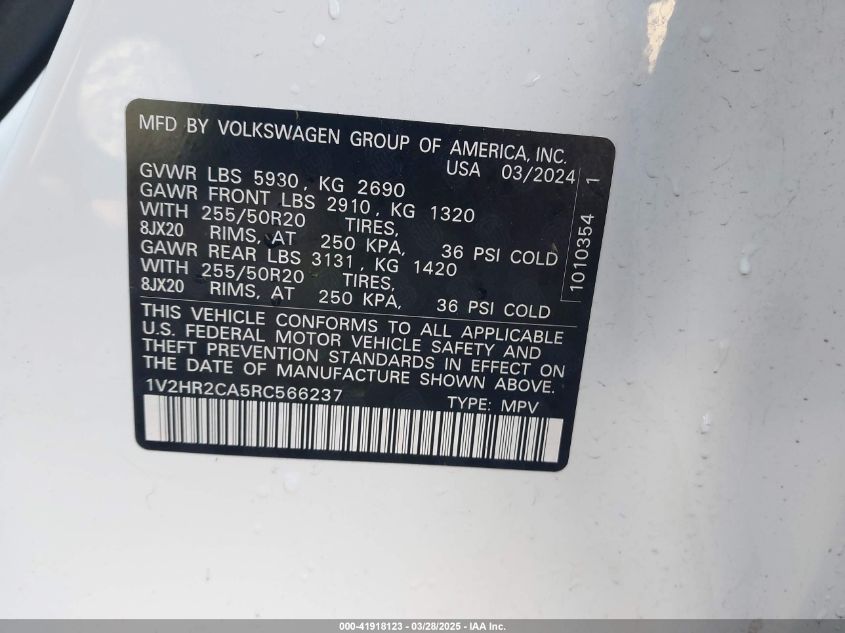 MFD BY VOLKSWAGEN GROUP OF AMERICA, INC.
USA 03/2024
GVWR LBS 5930, KG 2690
GAWR FRONT LBS 2910, KG 1320
WITH 255/50R20 TIRES,
8JX20 RIMS, AT 250 KPA, 36 PSI COLD
GAWR REAR LBS 3131, KG 1420
WITH 255/50R20 TIRES,
8JX20 RIMS, AT 250 KPA, 36 PSI COLD
1010354 1
THIS VEHICLE CONFORMS TO ALL APPLICABLE
U.S. FEDERAL MOTOR VEHICLE SAFETY AND
THEFT PREVENTION STANDARDS IN EFFECT ON
THE DATE OF MANUFACTURE SHOWN ABOVE.
1V2HR2CA5RC566237 TYPE: MPV
000-41918123 — 03/28/2025 — IAA Inc.